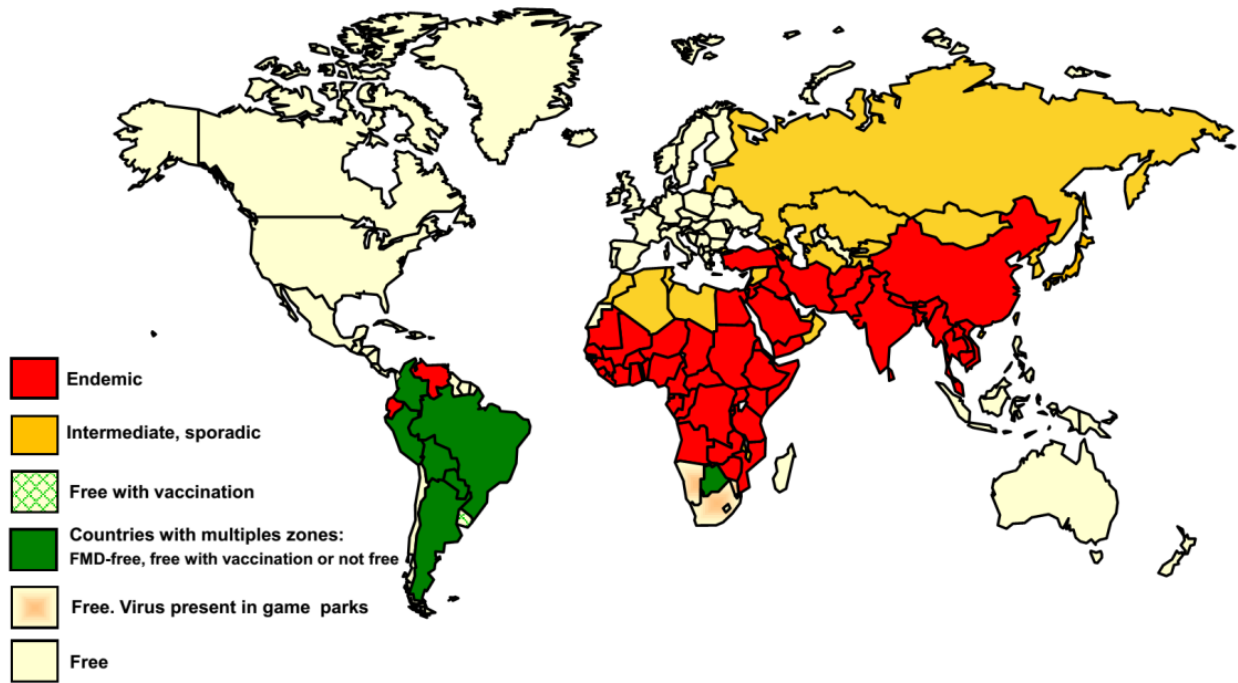 Endemic
Intermediate, sporadic
Free with vaccination
Countries with multiples zones:
FMD-free, free with vaccination or not free
Free. Virus present in game parks
Free